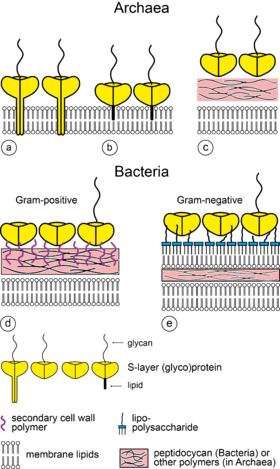 Archaea
a b c
Bacteria
Gram-positive Gram-negative
d e
glycan
S-layer (glyco)protein
lipid
secondary cell wall
polymer
lipo-
polysaccharide
membrane lipids
peptidocycan (Bacteria) or
other polymers (in Archaea)